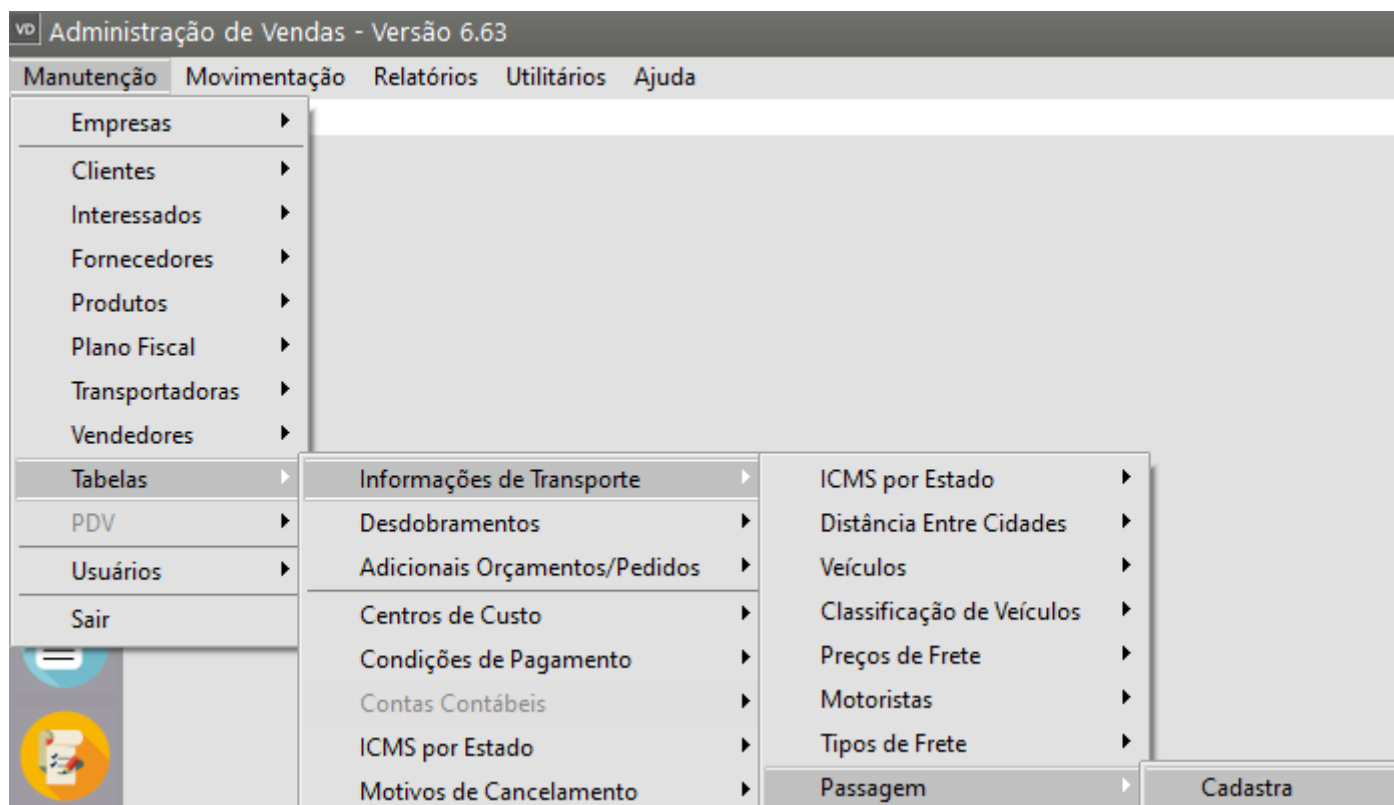 VD Administração de Vendas - Versão 6.63
Manutenção Movimentação Relatórios Utilitários Ajuda
Empresas
Clientes
Interessados
Fornecedores
Produtos
Plano Fiscal
Transportadoras
Vendedores
Tabelas
PDV
Usuários
Sair
Informações de Transporte
Desdobramentos
Adicionais Orçamentos/Pedidos
Centros de Custo
Condições de Pagamento
Contas Contábeis
ICMS por Estado
Motivos de Cancelamento
ICMS por Estado
Distância Entre Cidades
Veículos
Classificação de Veículos
Preços de Frete
Motoristas
Tipos de Frete
Passagem
Cadastra